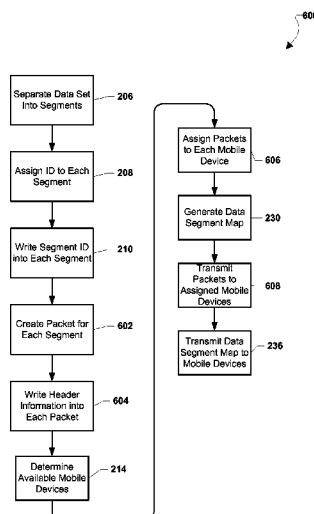 600
Separate Data Set
Into Segments
206
Assign ID to Each
Segment
208
Write Segment ID
into Each Segment
210
Create Packet for
Each Segment
602
Write Header
Information into
Each Packet
604
Determine
Available Mobile
Devices
214
Assign Packets
to Each Mobile
Device
606
Generate Data
Segment Map
230
Transmit
Packets to
Assigned Mobile
Devices
608
Transmit Data
Segment Map to
Mobile Devices
236